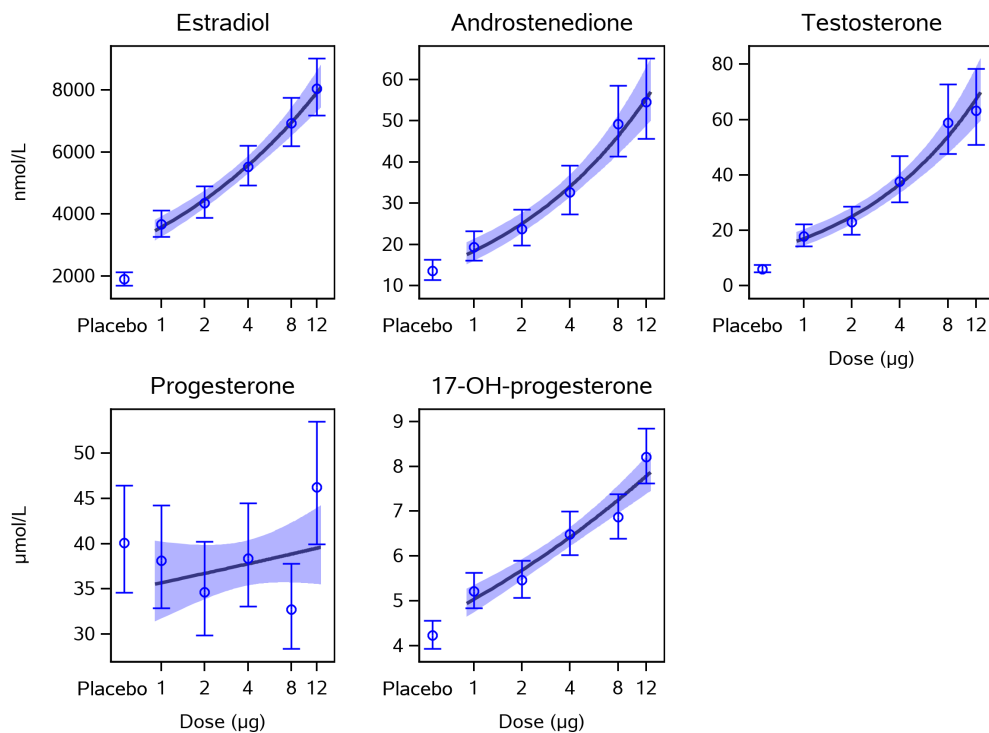 Estradiol
nmol/L
8000
6000
4000
2000
Placebo 1 2 4 8 12
Androstenedione
60
50
40
30
20
10
Placebo 1 2 4 8 12
Testosterone
80
60
40
20
0
Placebo 1 2 4 8 12
Dose (µg)
Progesterone
µmol/L
50
45
40
35
30
Placebo 1 2 4 8 12
Dose (µg)
17-OH-progesterone
9
8
7
6
5
4
Placebo 1 2 4 8 12
Dose (µg)